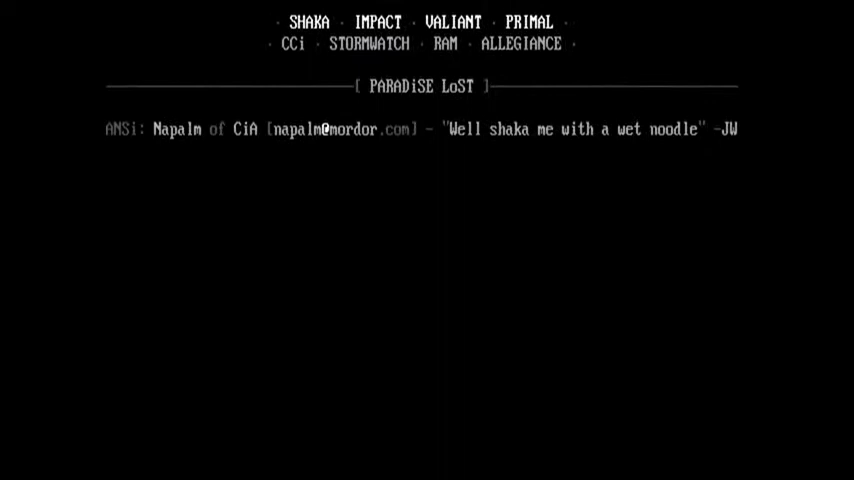 · SHAKA · IMPACT · VALIANT · PRIMAL ·
· CCi · STORMWATCH · RAM · ALLEGIANCE ·
[ PARADiSE LoST ]
ANSi: Napalm of CiA [napalm@mordor.com] - "Well shaka me with a wet noodle" -JW